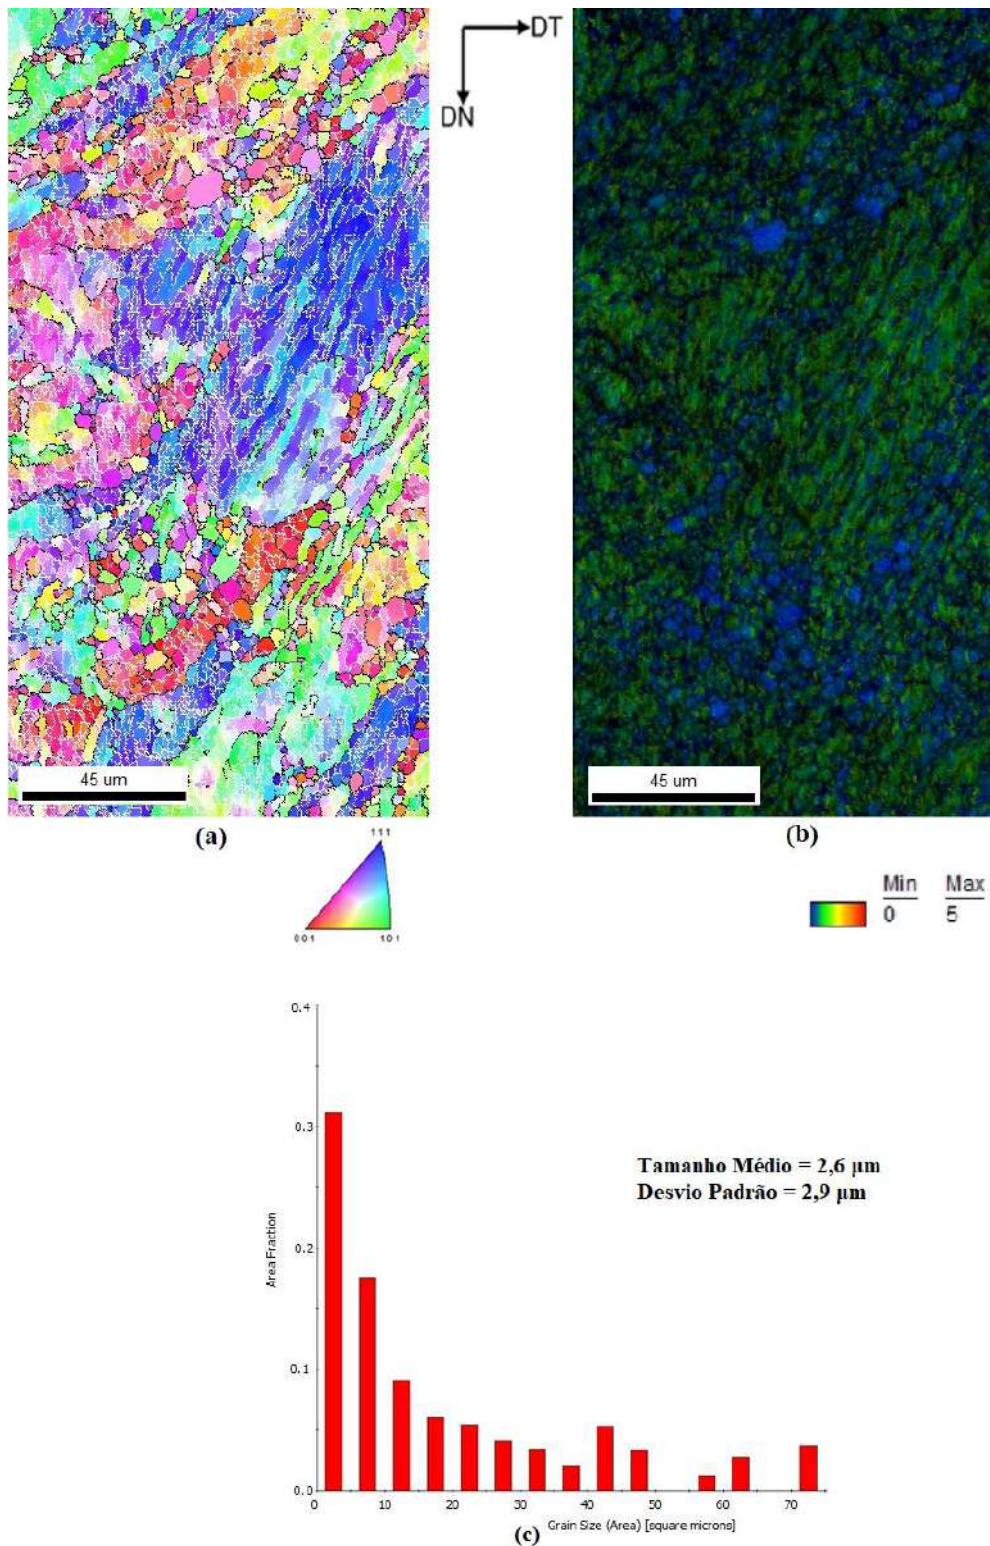 DT
DN
45 um
45 um
(a)
(b)
111
001
101
Min Max
0 5
0.4
0.3
0.2
0.1
0.0
Area Fraction
Tamanho Médio = 2,6 μm
Desvio Padrão = 2,9 μm
0 10 20 30 40 50 60 70
Grain Size (Area) [square microns]
(c)